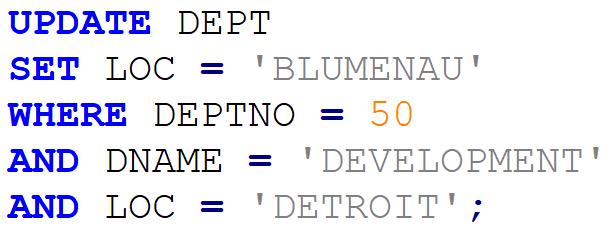 UPDATE DEPT
SET LOC = 'BLUMENAU'
WHERE DEPTNO = 50
AND DNAME = 'DEVELOPMENT'
AND LOC = 'DETROIT';